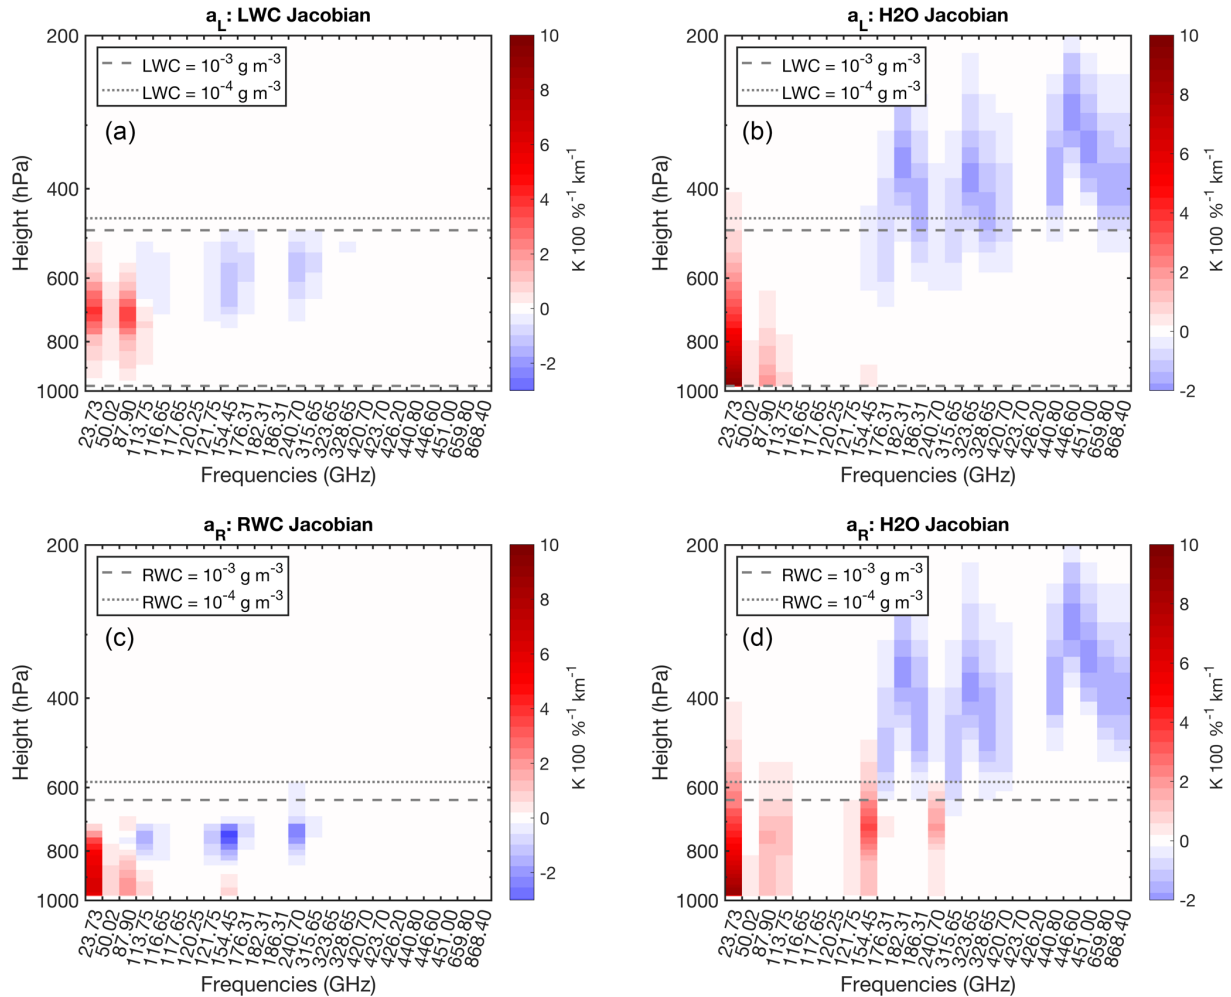 a_L: LWC Jacobian
200
400
600
800
1000
Height (hPa)
LWC = 10^-3 g m^-3
LWC = 10^-4 g m^-3
(a)
23.73 50.02 87.90 113.75 116.65 117.65 120.25 121.75 154.45 176.31 182.31 186.31 240.70 315.65 323.65 328.65 420.70 423.70 426.20 440.80 446.60 451.00 659.80 868.40
Frequencies (GHz)
10
8
6
4
2
0
-2
K 100 %^-1 km^-1
a_L: H2O Jacobian
200
400
600
800
1000
Height (hPa)
LWC = 10^-3 g m^-3
LWC = 10^-4 g m^-3
(b)
23.73 50.02 87.90 113.75 116.65 117.65 120.25 121.75 154.45 176.31 182.31 186.31 240.70 315.65 323.65 328.65 420.70 423.70 426.20 440.80 446.60 451.00 659.80 868.40
Frequencies (GHz)
10
8
6
4
2
0
-2
K 100 %^-1 km^-1
a_R: RWC Jacobian
200
400
600
800
1000
Height (hPa)
RWC = 10^-3 g m^-3
RWC = 10^-4 g m^-3
(c)
23.73 50.02 87.90 113.75 116.65 117.65 120.25 121.75 154.45 176.31 182.31 186.31 240.70 315.65 323.65 328.65 420.70 423.70 426.20 440.80 446.60 451.00 659.80 868.40
Frequencies (GHz)
10
8
6
4
2
0
-2
K 100 %^-1 km^-1
a_R: H2O Jacobian
200
400
600
800
1000
Height (hPa)
RWC = 10^-3 g m^-3
RWC = 10^-4 g m^-3
(d)
23.73 50.02 87.90 113.75 116.65 117.65 120.25 121.75 154.45 176.31 182.31 186.31 240.70 315.65 323.65 328.65 420.70 423.70 426.20 440.80 446.60 451.00 659.80 868.40
Frequencies (GHz)
10
8
6
4
2
0
-2
K 100 %^-1 km^-1